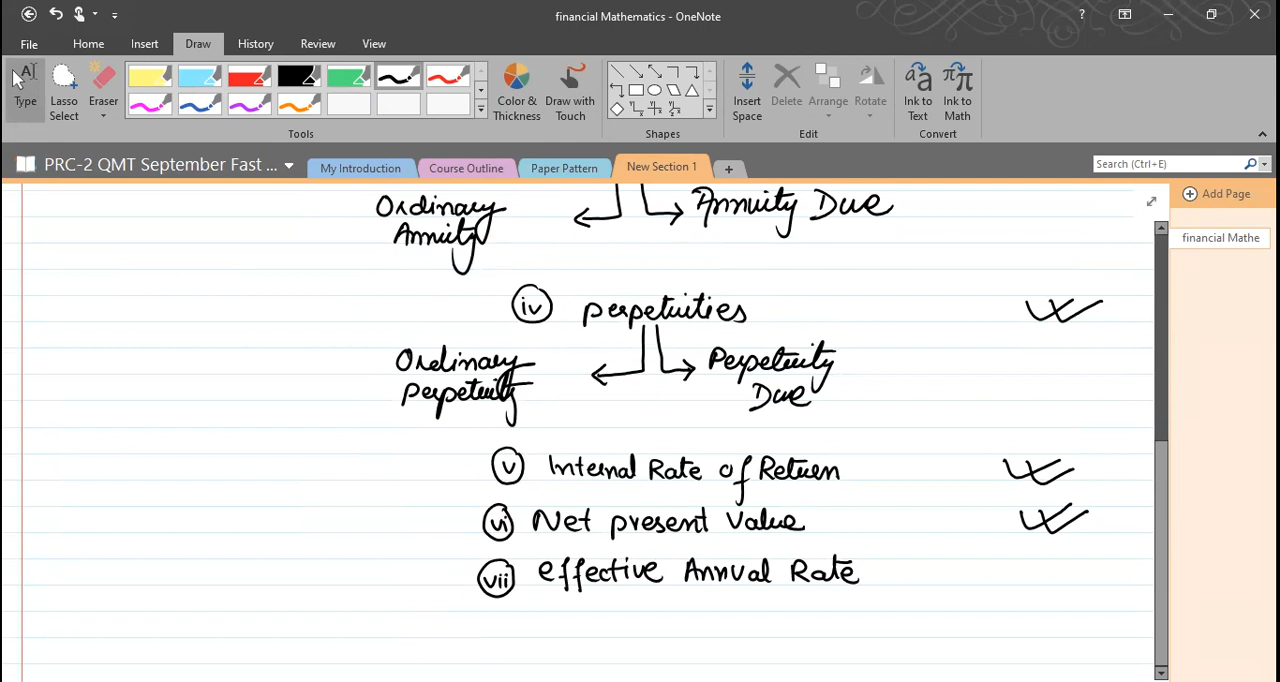 financial Mathematics - OneNote
?
File Home Insert Draw History Review View
Type
Lasso Select
Eraser
Color & Thickness
Draw with Touch
Insert Space
Delete
Arrange
Rotate
Ink to Text
Ink to Math
Tools
Shapes
Edit
Convert
PRC-2 QMT September Fast ...
My Introduction
Course Outline
Paper Pattern
New Section 1
Search (Ctrl+E)
Add Page
financial Mathe
Ordinary Annuity
Annuity Due
iv perpetuities
Ordinary perpetuity
Perpetuity Due
v Internal Rate of Return
vi Net present Value
vii effective Annual Rate